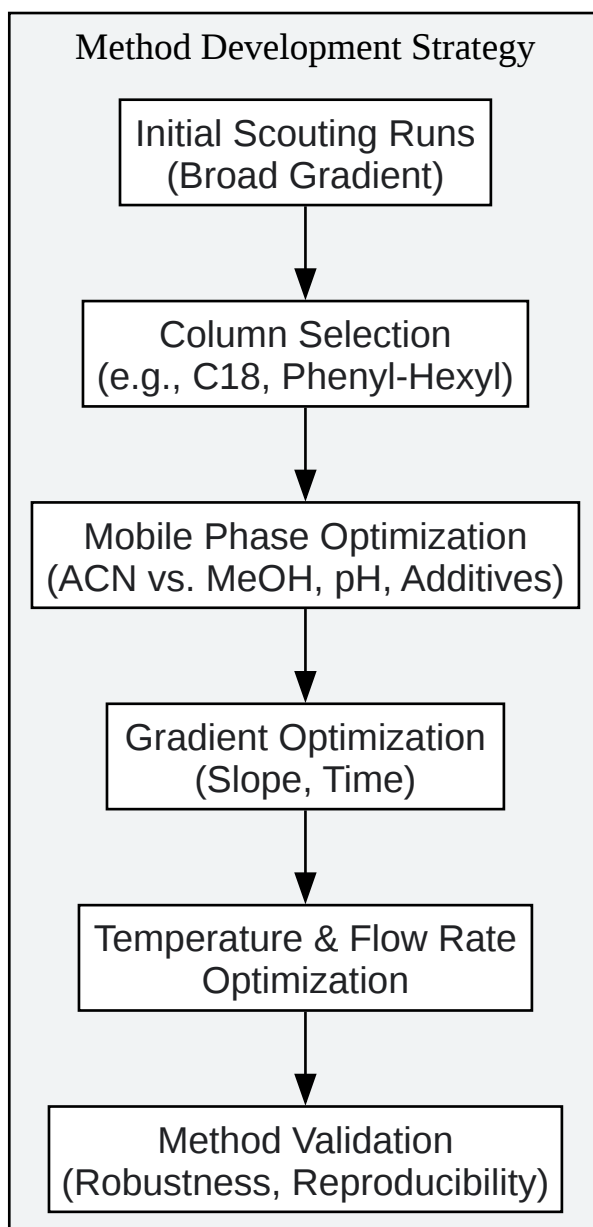 Method Development Strategy
Initial Scouting Runs
(Broad Gradient)
Column Selection
(e.g., C18, Phenyl-Hexyl)
Mobile Phase Optimization
(ACN vs. MeOH, pH, Additives)
Gradient Optimization
(Slope, Time)
Temperature & Flow Rate
Optimization
Method Validation
(Robustness, Reproducibility)